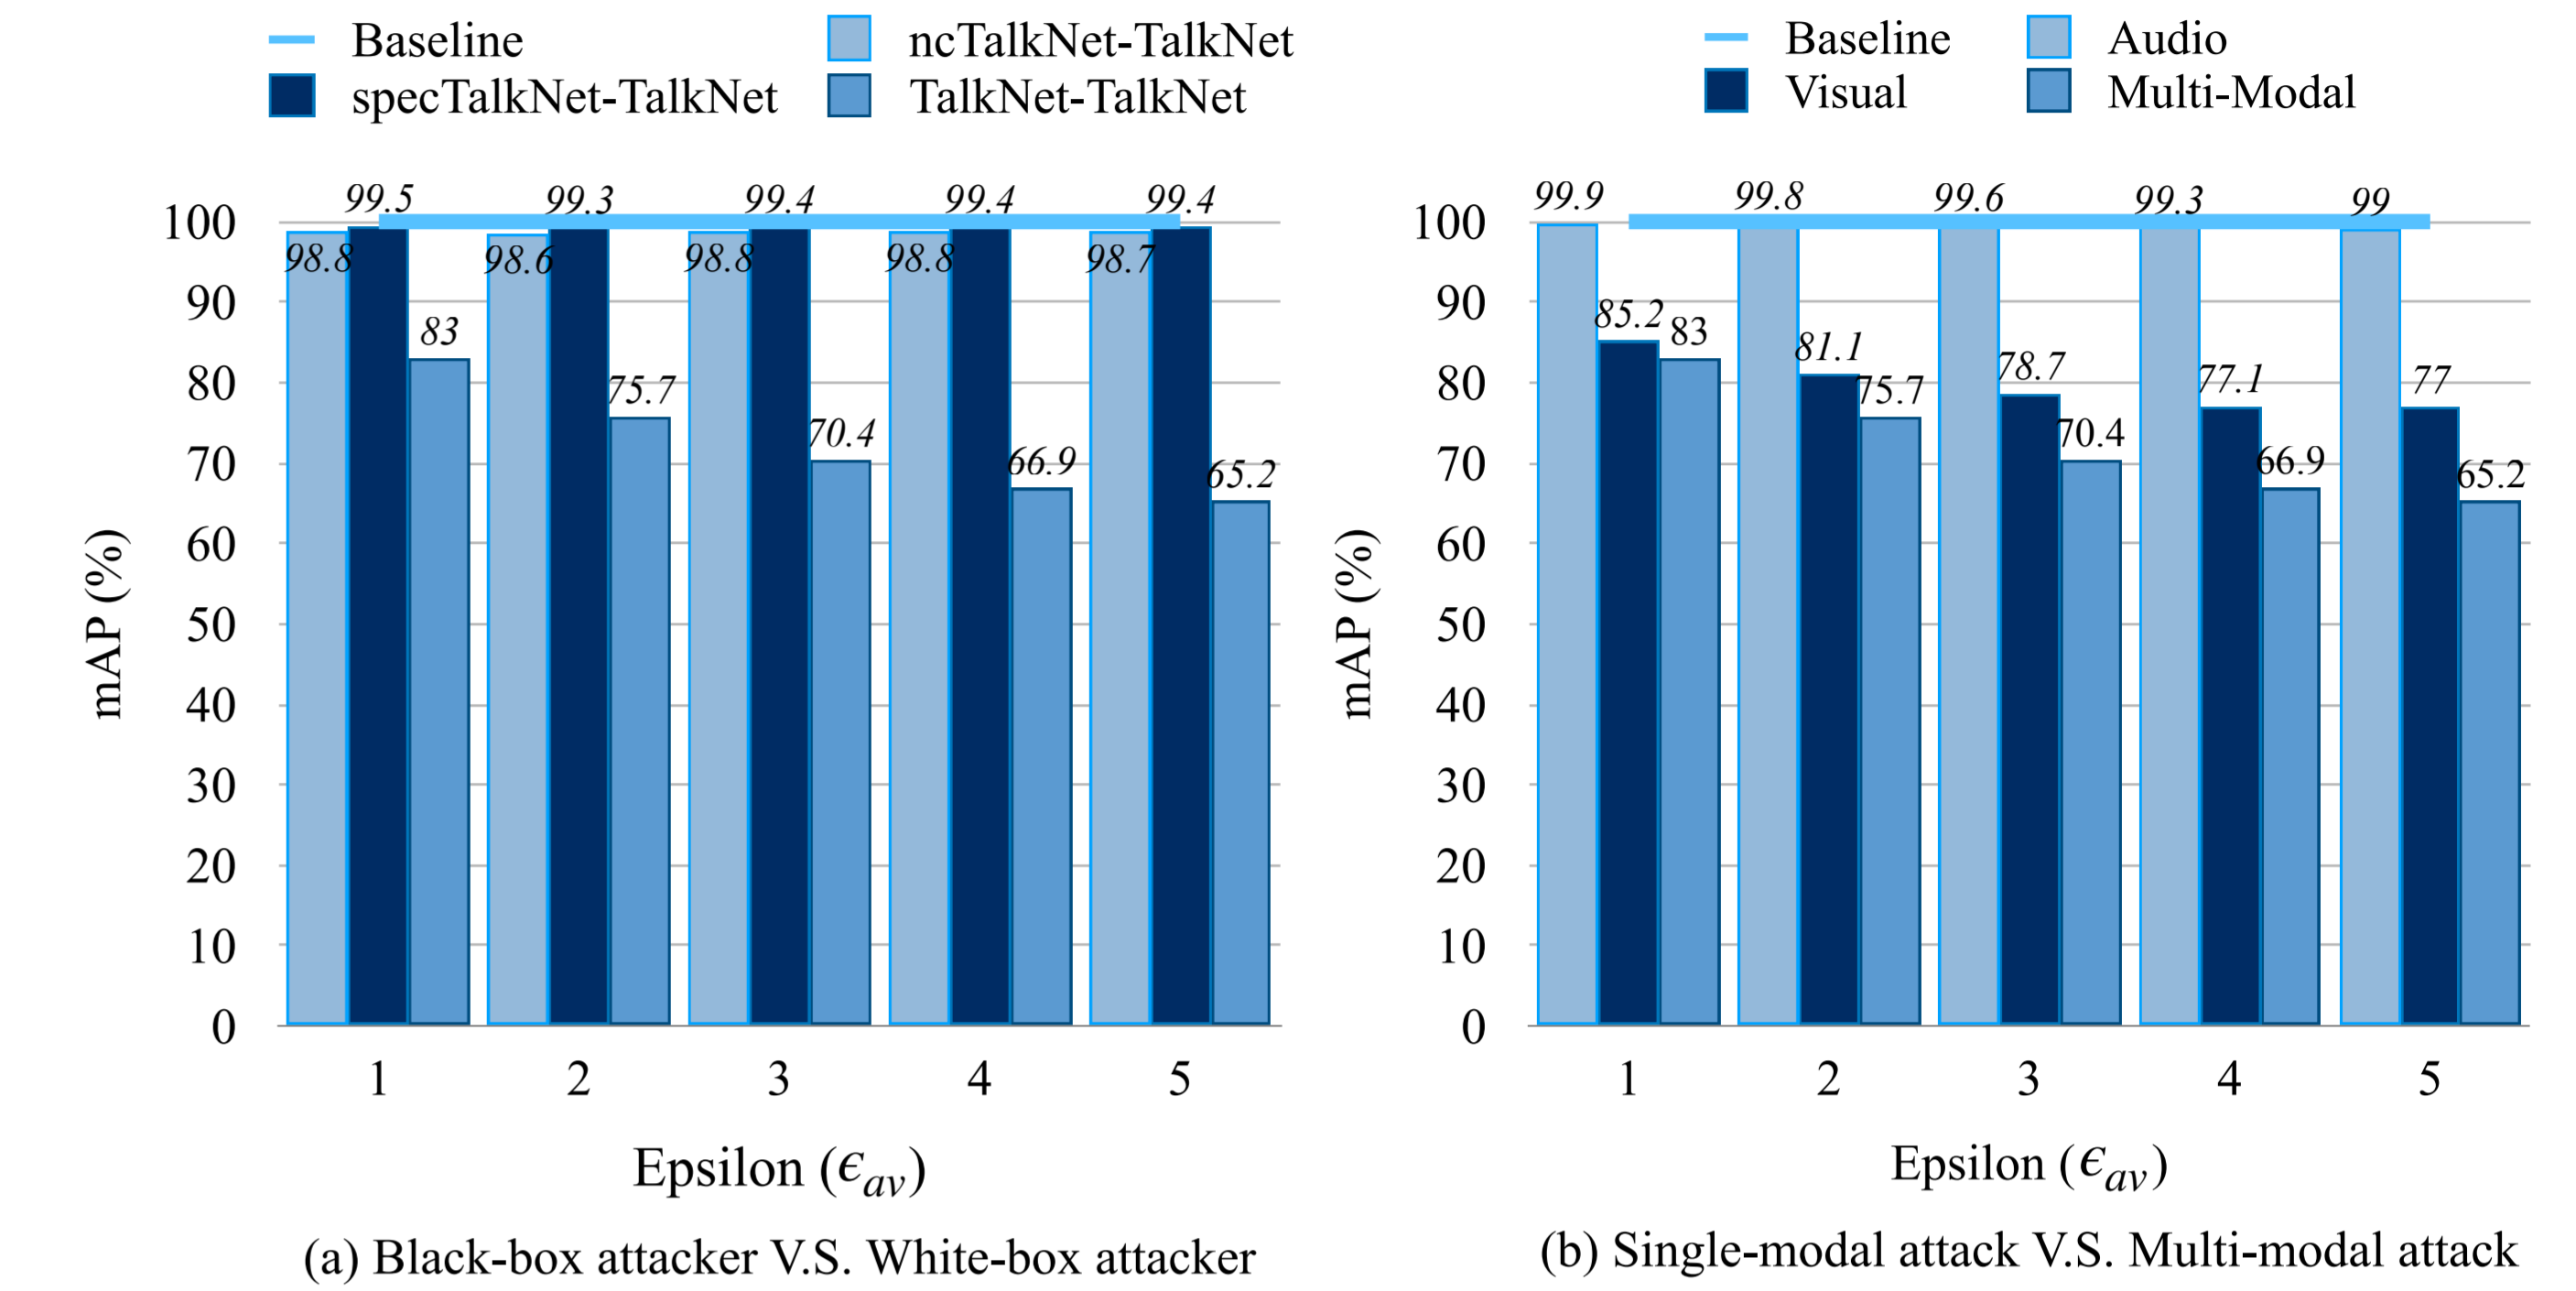 Baseline
ncTalkNet-TalkNet
specTalkNet-TalkNet
TalkNet-TalkNet
99.5 99.3 99.4 99.4 99.4
98.8 98.6 98.8 98.8 98.7
83 75.7 70.4 66.9 65.2
100
90
80
70
60
50
40
30
20
10
0
mAP (%)
1 2 3 4 5
Epsilon (ϵav)
(a) Black-box attacker V.S. White-box attacker
Baseline
Audio
Visual
Multi-Modal
99.9 99.8 99.6 99.3 99
85.2 81.1 78.7 77.1 77
83 75.7 70.4 66.9 65.2
100
90
80
70
60
50
40
30
20
10
0
mAP (%)
1 2 3 4 5
Epsilon (ϵav)
(b) Single-modal attack V.S. Multi-modal attack